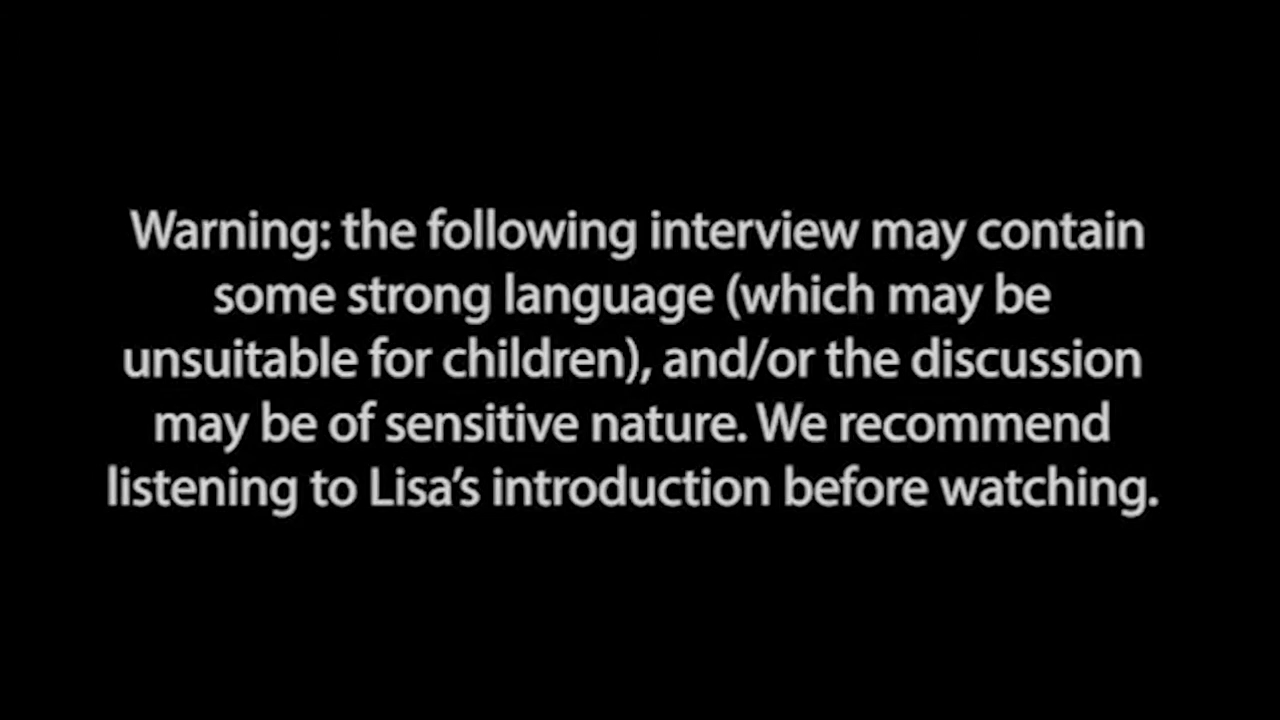 Warning: the following interview may contain
some strong language (which may be
unsuitable for children), and/or the discussion
may be of sensitive nature. We recommend
listening to Lisa’s introduction before watching.